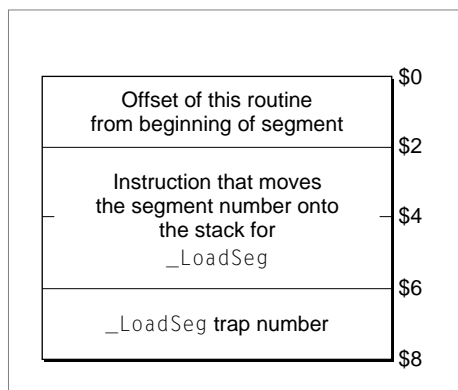 $0
Offset of this routine
from beginning of segment
$2
Instruction that moves
the segment number onto
$4
the stack for
_LoadSeg
$6
_LoadSeg trap number
$8